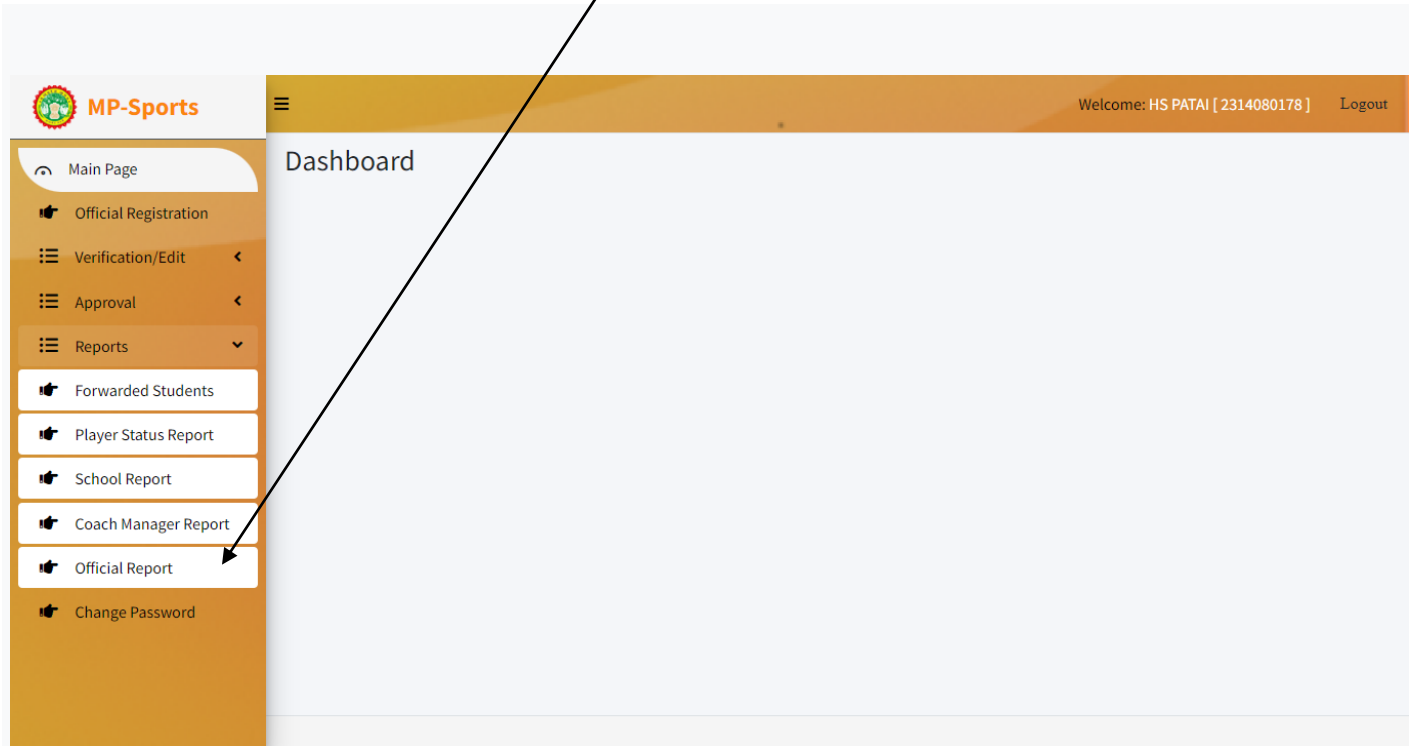 MP-Sports
Welcome: HS PATAI [ 2314080178 ] Logout
Main Page
Dashboard
Official Registration
Verification/Edit
Approval
Reports
Forwarded Students
Player Status Report
School Report
Coach Manager Report
Official Report
Change Password